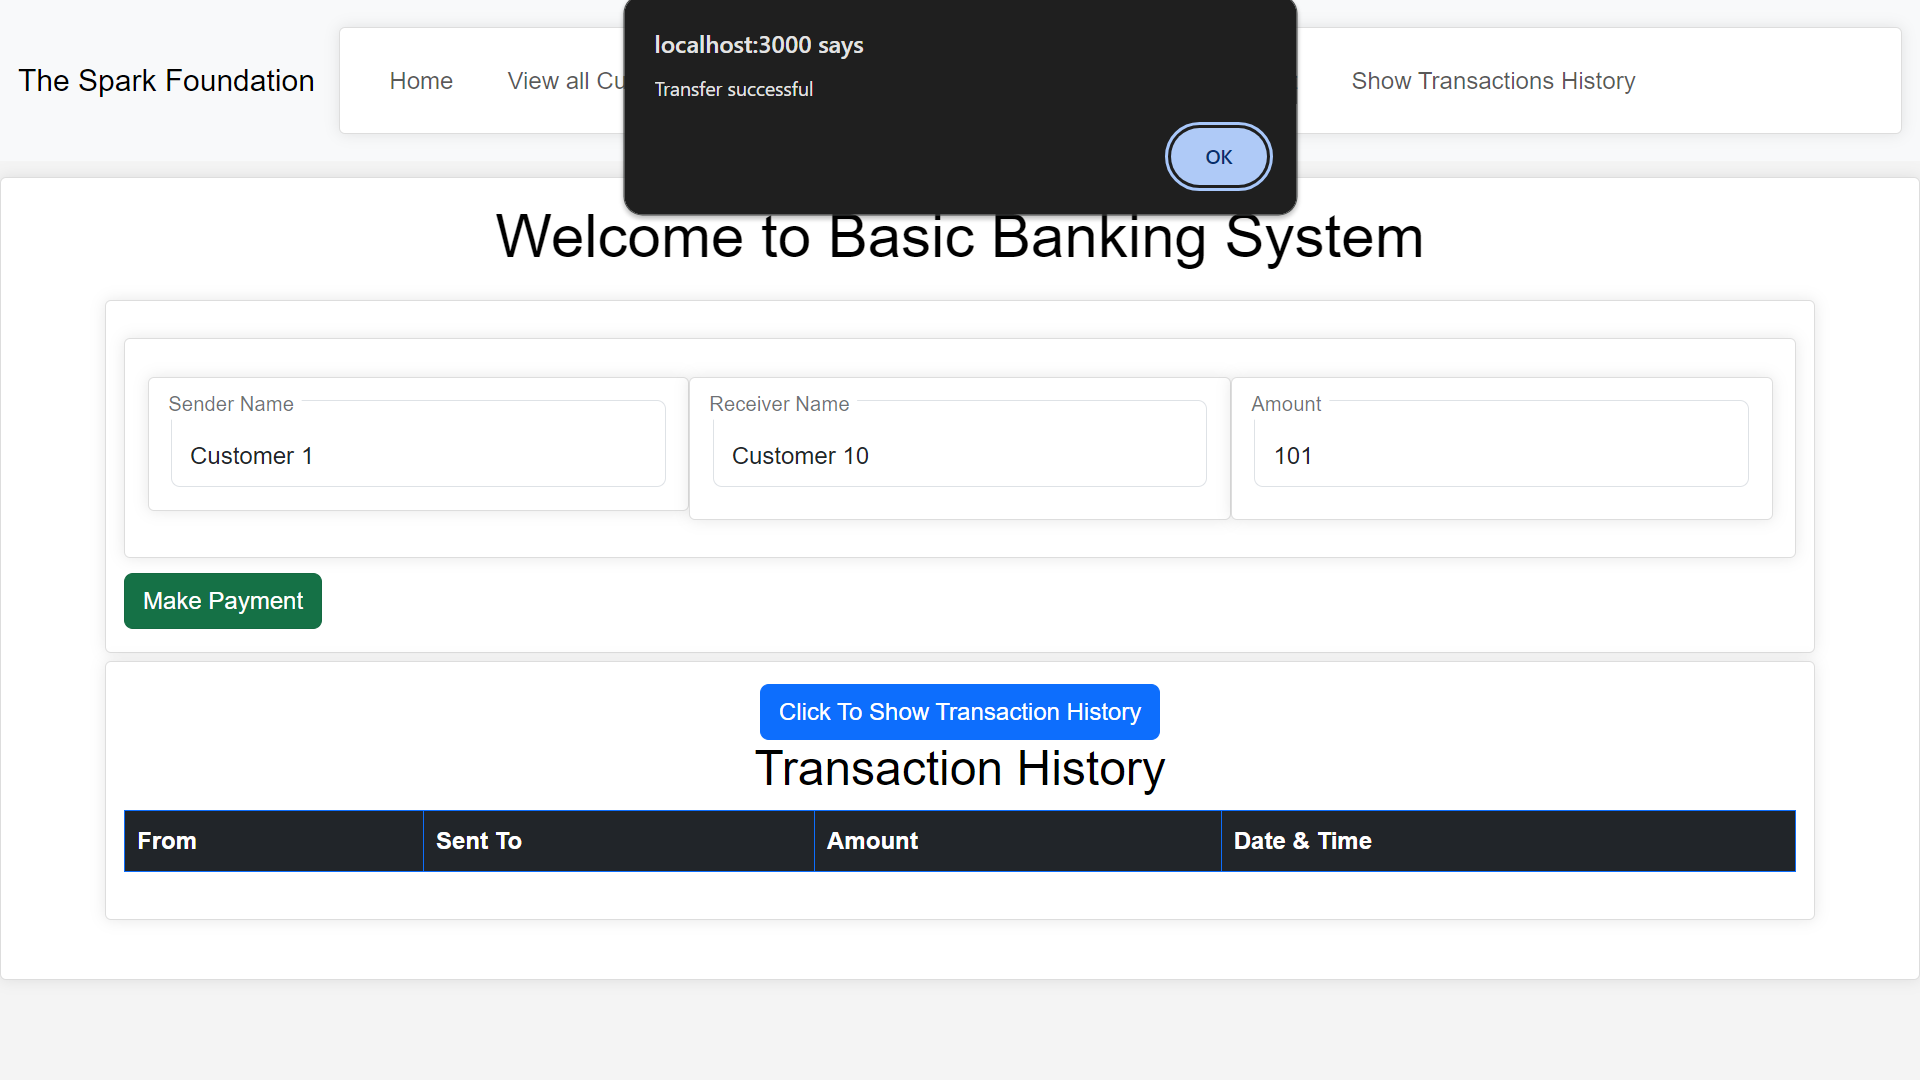 localhost:3000 says
Transfer successful
OK
The Spark Foundation
Home
View all Cu
Show Transactions History
Welcome to Basic Banking System
Sender Name
Receiver Name
Amount
Customer 1
Customer 10
101
Make Payment
Click To Show Transaction History
Transaction History
From
Sent To
Amount
Date & Time